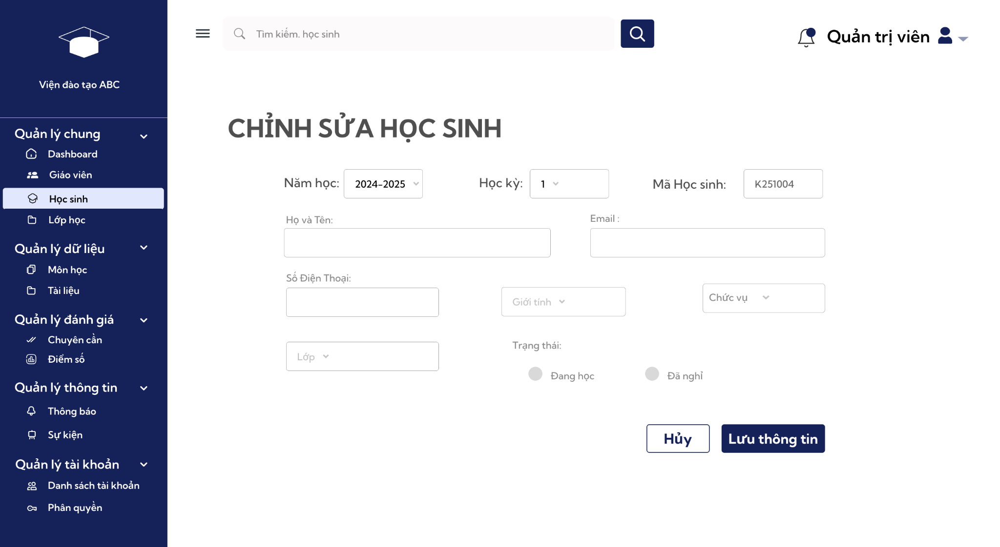 Tìm kiếm. học sinh
Quản trị viên
Viện đào tạo ABC
Quản lý chung
Dashboard
Giáo viên
Học sinh
Lớp học
Quản lý dữ liệu
Môn học
Tài liệu
Quản lý đánh giá
Chuyên cần
Điểm số
Quản lý thông tin
Thông báo
Sự kiện
Quản lý tài khoản
Danh sách tài khoản
Phân quyền
CHỈNH SỬA HỌC SINH
Năm học: 2024-2025 Học kỳ: 1 Mã Học sinh: K251004
Họ và Tên: Email :
Số Điện Thoại:
Giới tính Chức vụ
Lớp Trạng thái:
Đang học Đã nghỉ
Hủy Lưu thông tin